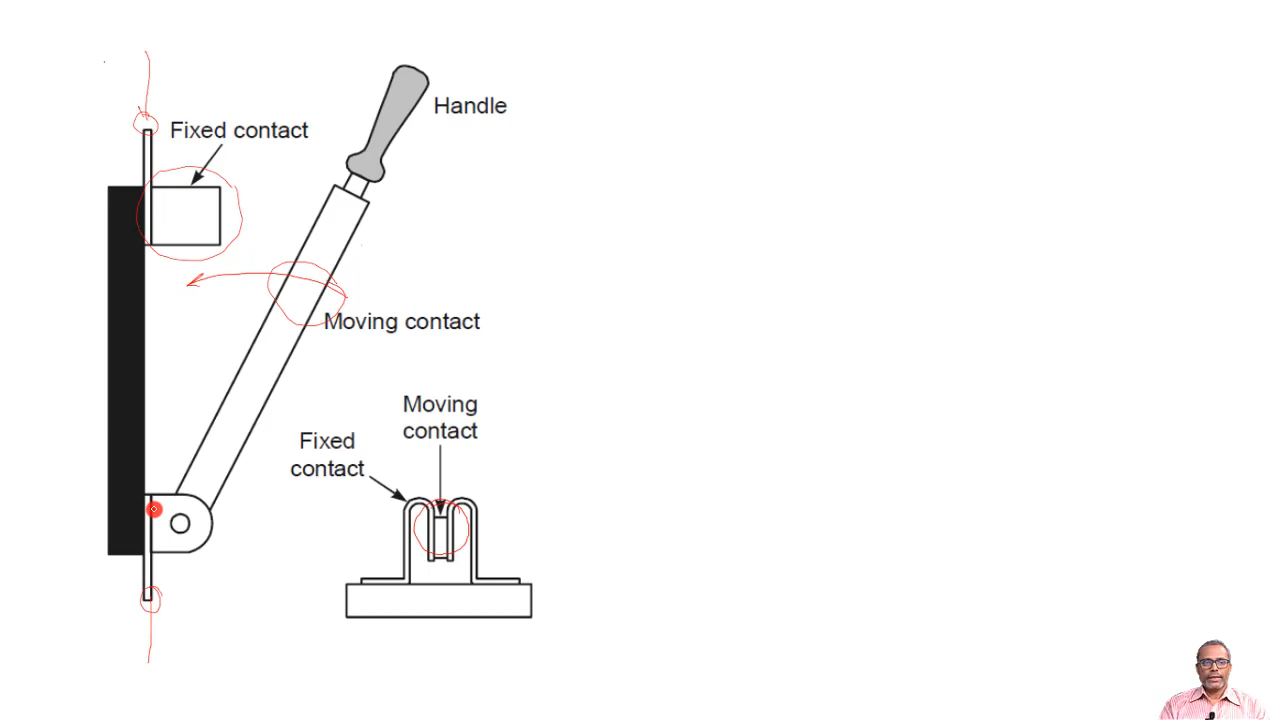 Handle
Fixed contact
Moving contact
Moving
contact
Fixed
contact